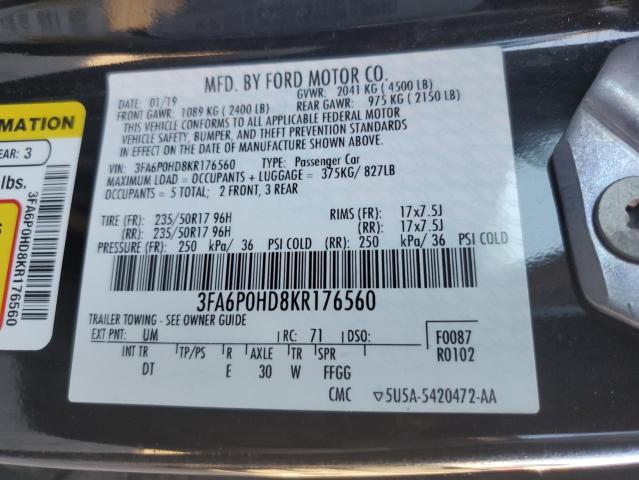 MFD. BY FORD MOTOR CO.
DATE: 01/19 GVWR: 2041 KG ( 4500 LB)
FRONT GAWR: 1089 KG ( 2400 LB) REAR GAWR: 975 KG ( 2150 LB)
THIS VEHICLE CONFORMS TO ALL APPLICABLE FEDERAL MOTOR
VEHICLE SAFETY, BUMPER, AND THEFT PREVENTION STANDARDS
IN EFFECT ON THE DATE OF MANUFACTURE SHOWN ABOVE.
VIN: 3FA6P0HD8KR176560 TYPE: Passenger Car
MAXIMUM LOAD = OCCUPANTS + LUGGAGE = 375KG/ 827LB
OCCUPANTS = 5 TOTAL; 2 FRONT, 3 REAR
TIRE (FR): 235/50R17 96H RIMS (FR): 17x7.5J
(RR): 235/50R17 96H (RR): 17x7.5J
PRESSURE (FR): 250 kPa/ 36 PSI COLD (RR): 250 kPa/ 36 PSI COLD
3FA6P0HD8KR176560
TRAILER TOWING - SEE OWNER GUIDE
EXT PNT: UM RC: 71 DSO: F0087
R0102
INT TR TP/PS R AXLE TR SPR
DT E 30 W FFGG
CMC ▽5U5A-5420472-AA
RMATION
EAR: 3
lbs.
3FA6P0HD8KR176560